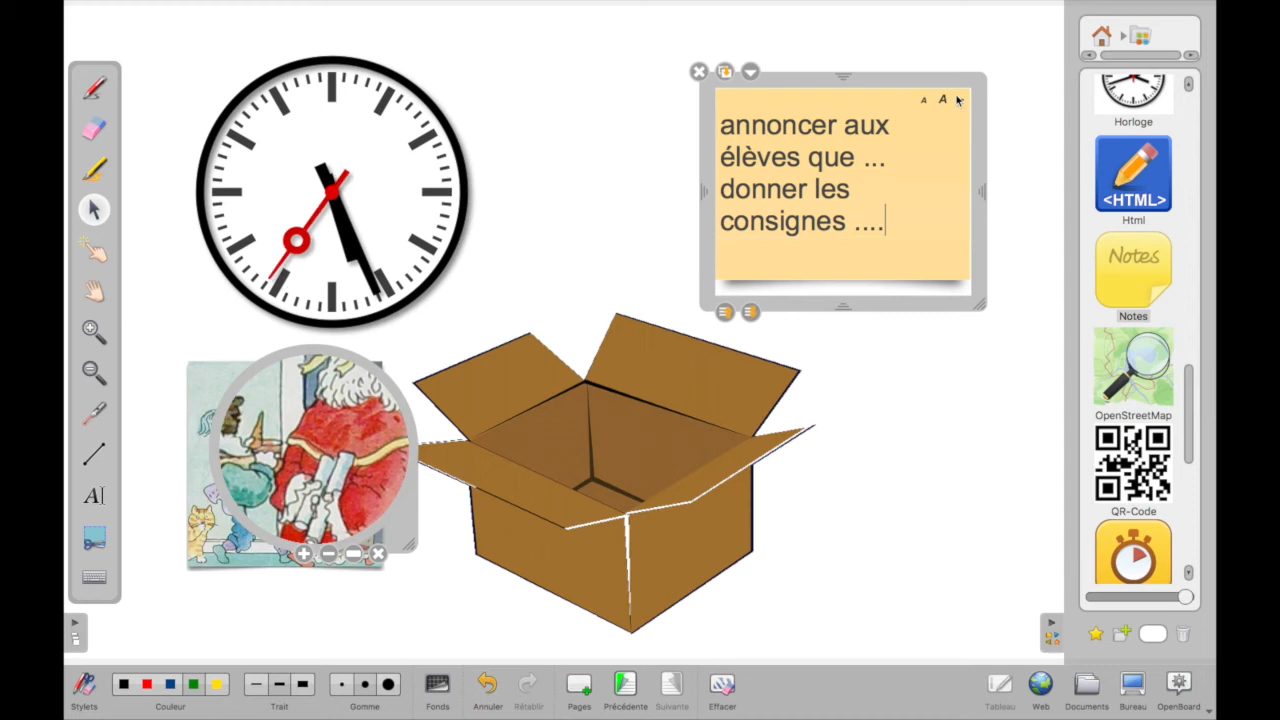 A A
annoncer aux
élèves que ...
donner les
consignes ....
Horloge
<HTML>
Html
Notes
Notes
OpenStreetMap
QR-Code
A
Stylets
Couleur
Trait
Gomme
Fonds
Annuler
Rétablir
Pages
Précédente
Suivante
Effacer
Tableau
Web
Documents
Bureau
OpenBoard